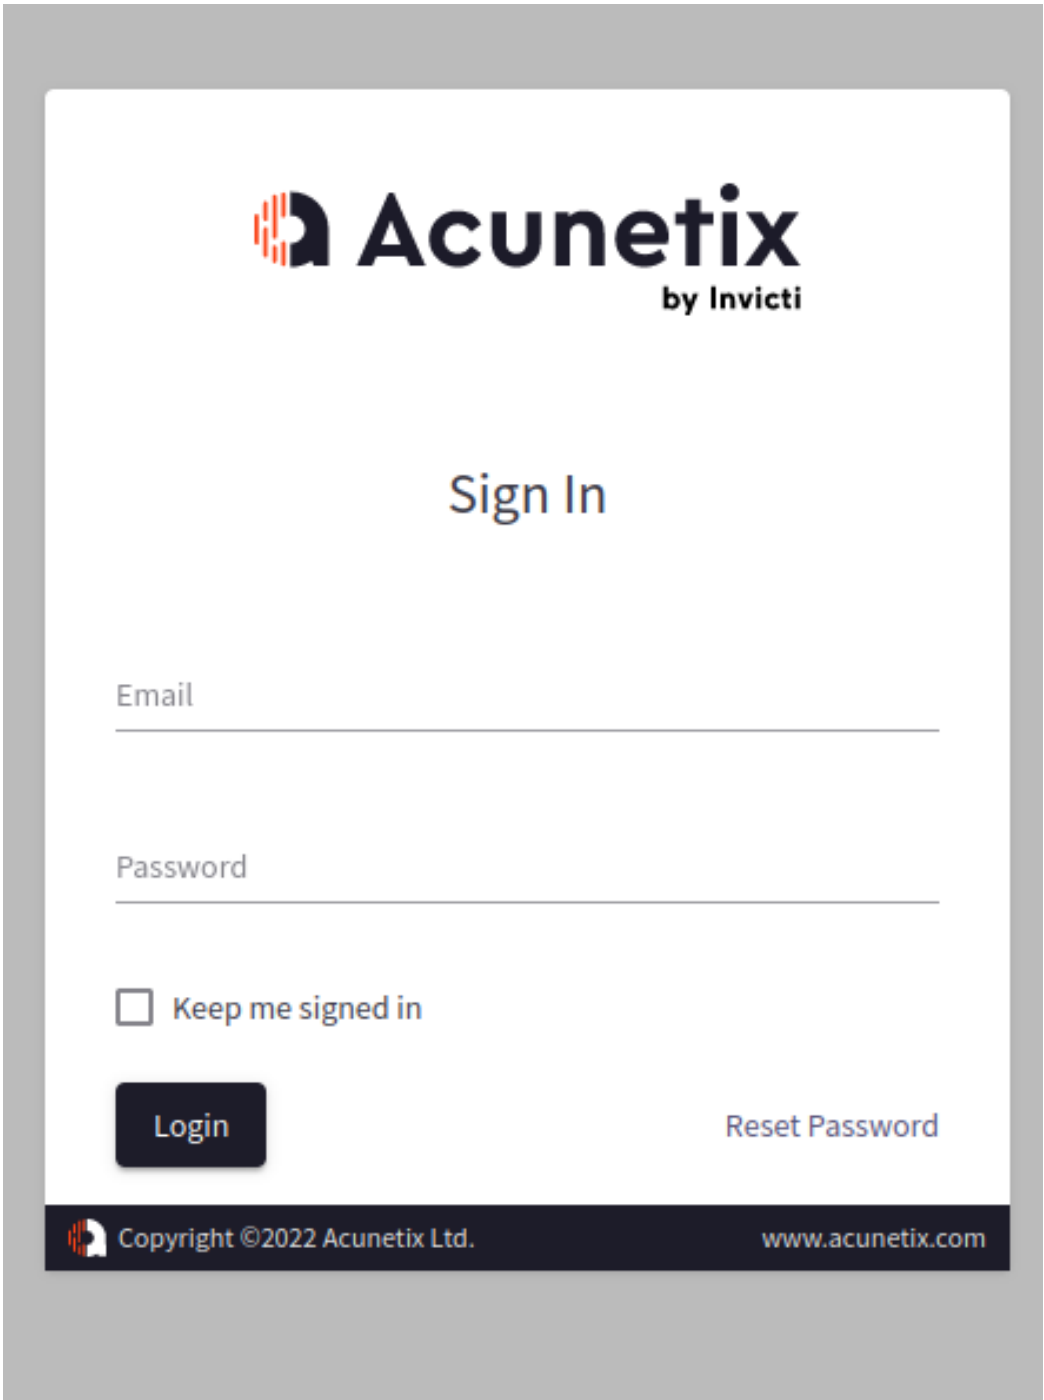 Acunetix
by Invicti
Sign In
Email
Password
Keep me signed in
Login
Reset Password
Copyright ©2022 Acunetix Ltd.
www.acunetix.com